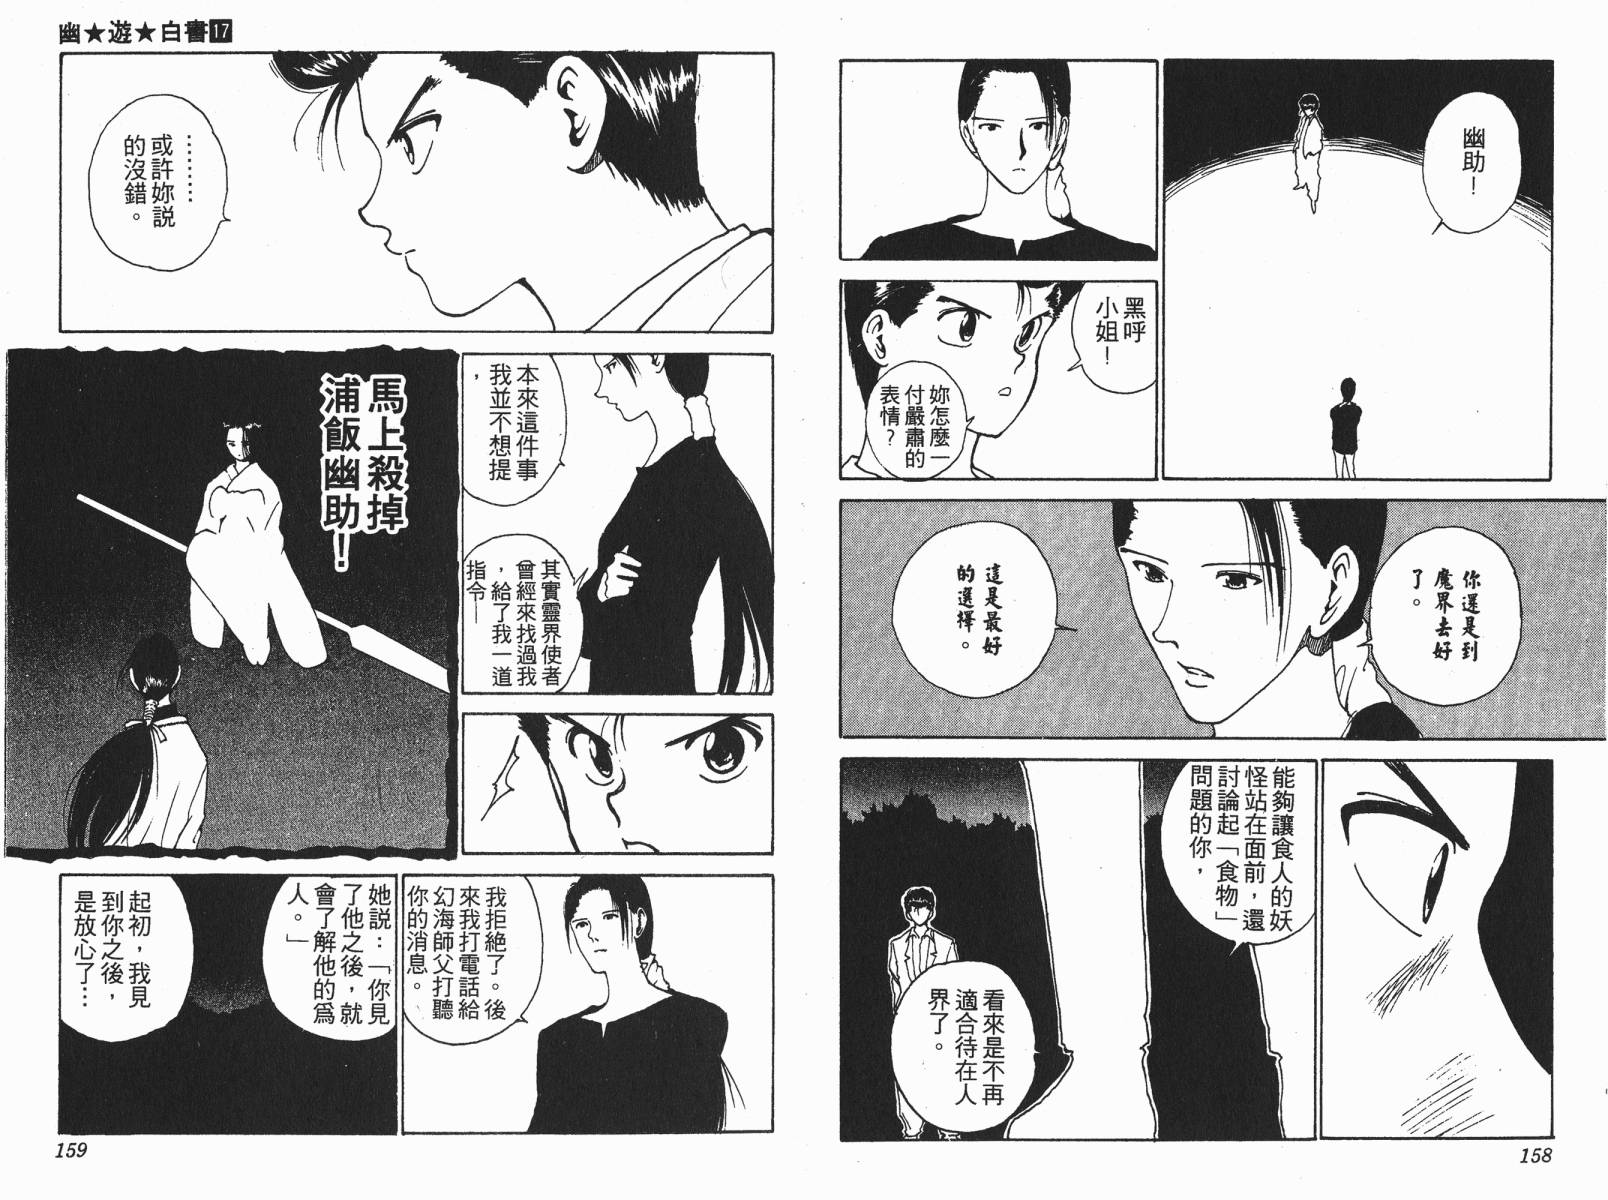 幽助！
黑呼
小姐！
妳怎麼一
付嚴肅的
表情？
你還是到
魔界去好
了。
這是最好
的選擇。
能夠讓食人的妖
怪站在面前，還
討論起「食物」
問題的你，
看來是不再
適合待在人
界了。
158
幽★遊★白書17
………
或許妳說
的沒錯。
本來這件事
我並不想提
，
其實靈界使者
曾經來找過我
，給了我一道
指令—
馬上殺掉
浦飯幽助！
我拒絕了。後
來我打電話給
幻海師父打聽
你的消息。
她說：「你見
了他之後，就
會了解他的為
人。」
起初，我見
到你之後，
是放心了…
159